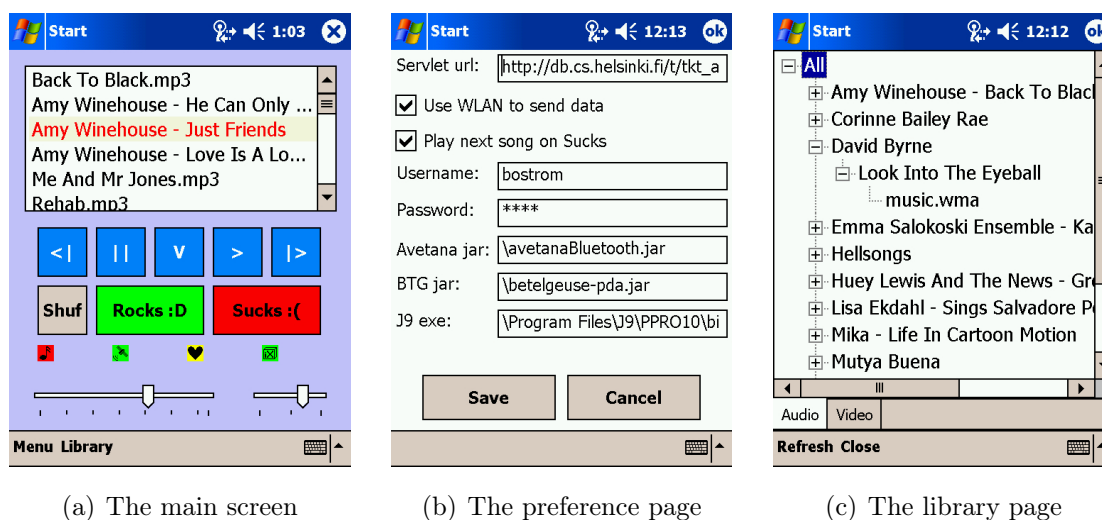 Start 1:03
Back To Black.mp3
Amy Winehouse - He Can Only ...
Amy Winehouse - Just Friends
Amy Winehouse - Love Is A Lo...
Me And Mr Jones.mp3
Rehab.mp3
<| || V > |>
Shuf Rocks :D Sucks :(
Menu Library
(a) The main screen
Start 12:13 ok
Servlet url: http://db.cs.helsinki.fi/t/tkt_a
Use WLAN to send data
Play next song on Sucks
Username: bostrom
Password: ****
Avetana jar: \avetanaBluetooth.jar
BTG jar: \betelgeuse-pda.jar
J9 exe: \Program Files\J9\PPRO10\bi
Save Cancel
(b) The preference page
Start 12:12 ok
All
Amy Winehouse - Back To Blac
Corinne Bailey Rae
David Byrne
Look Into The Eyeball
music.wma
Emma Salokoski Ensemble - Ka
Hellsongs
Huey Lewis And The News - Gr
Lisa Ekdahl - Sings Salvadore P
Mika - Life In Cartoon Motion
Mutya Buena
Audio Video
Refresh Close
(c) The library page